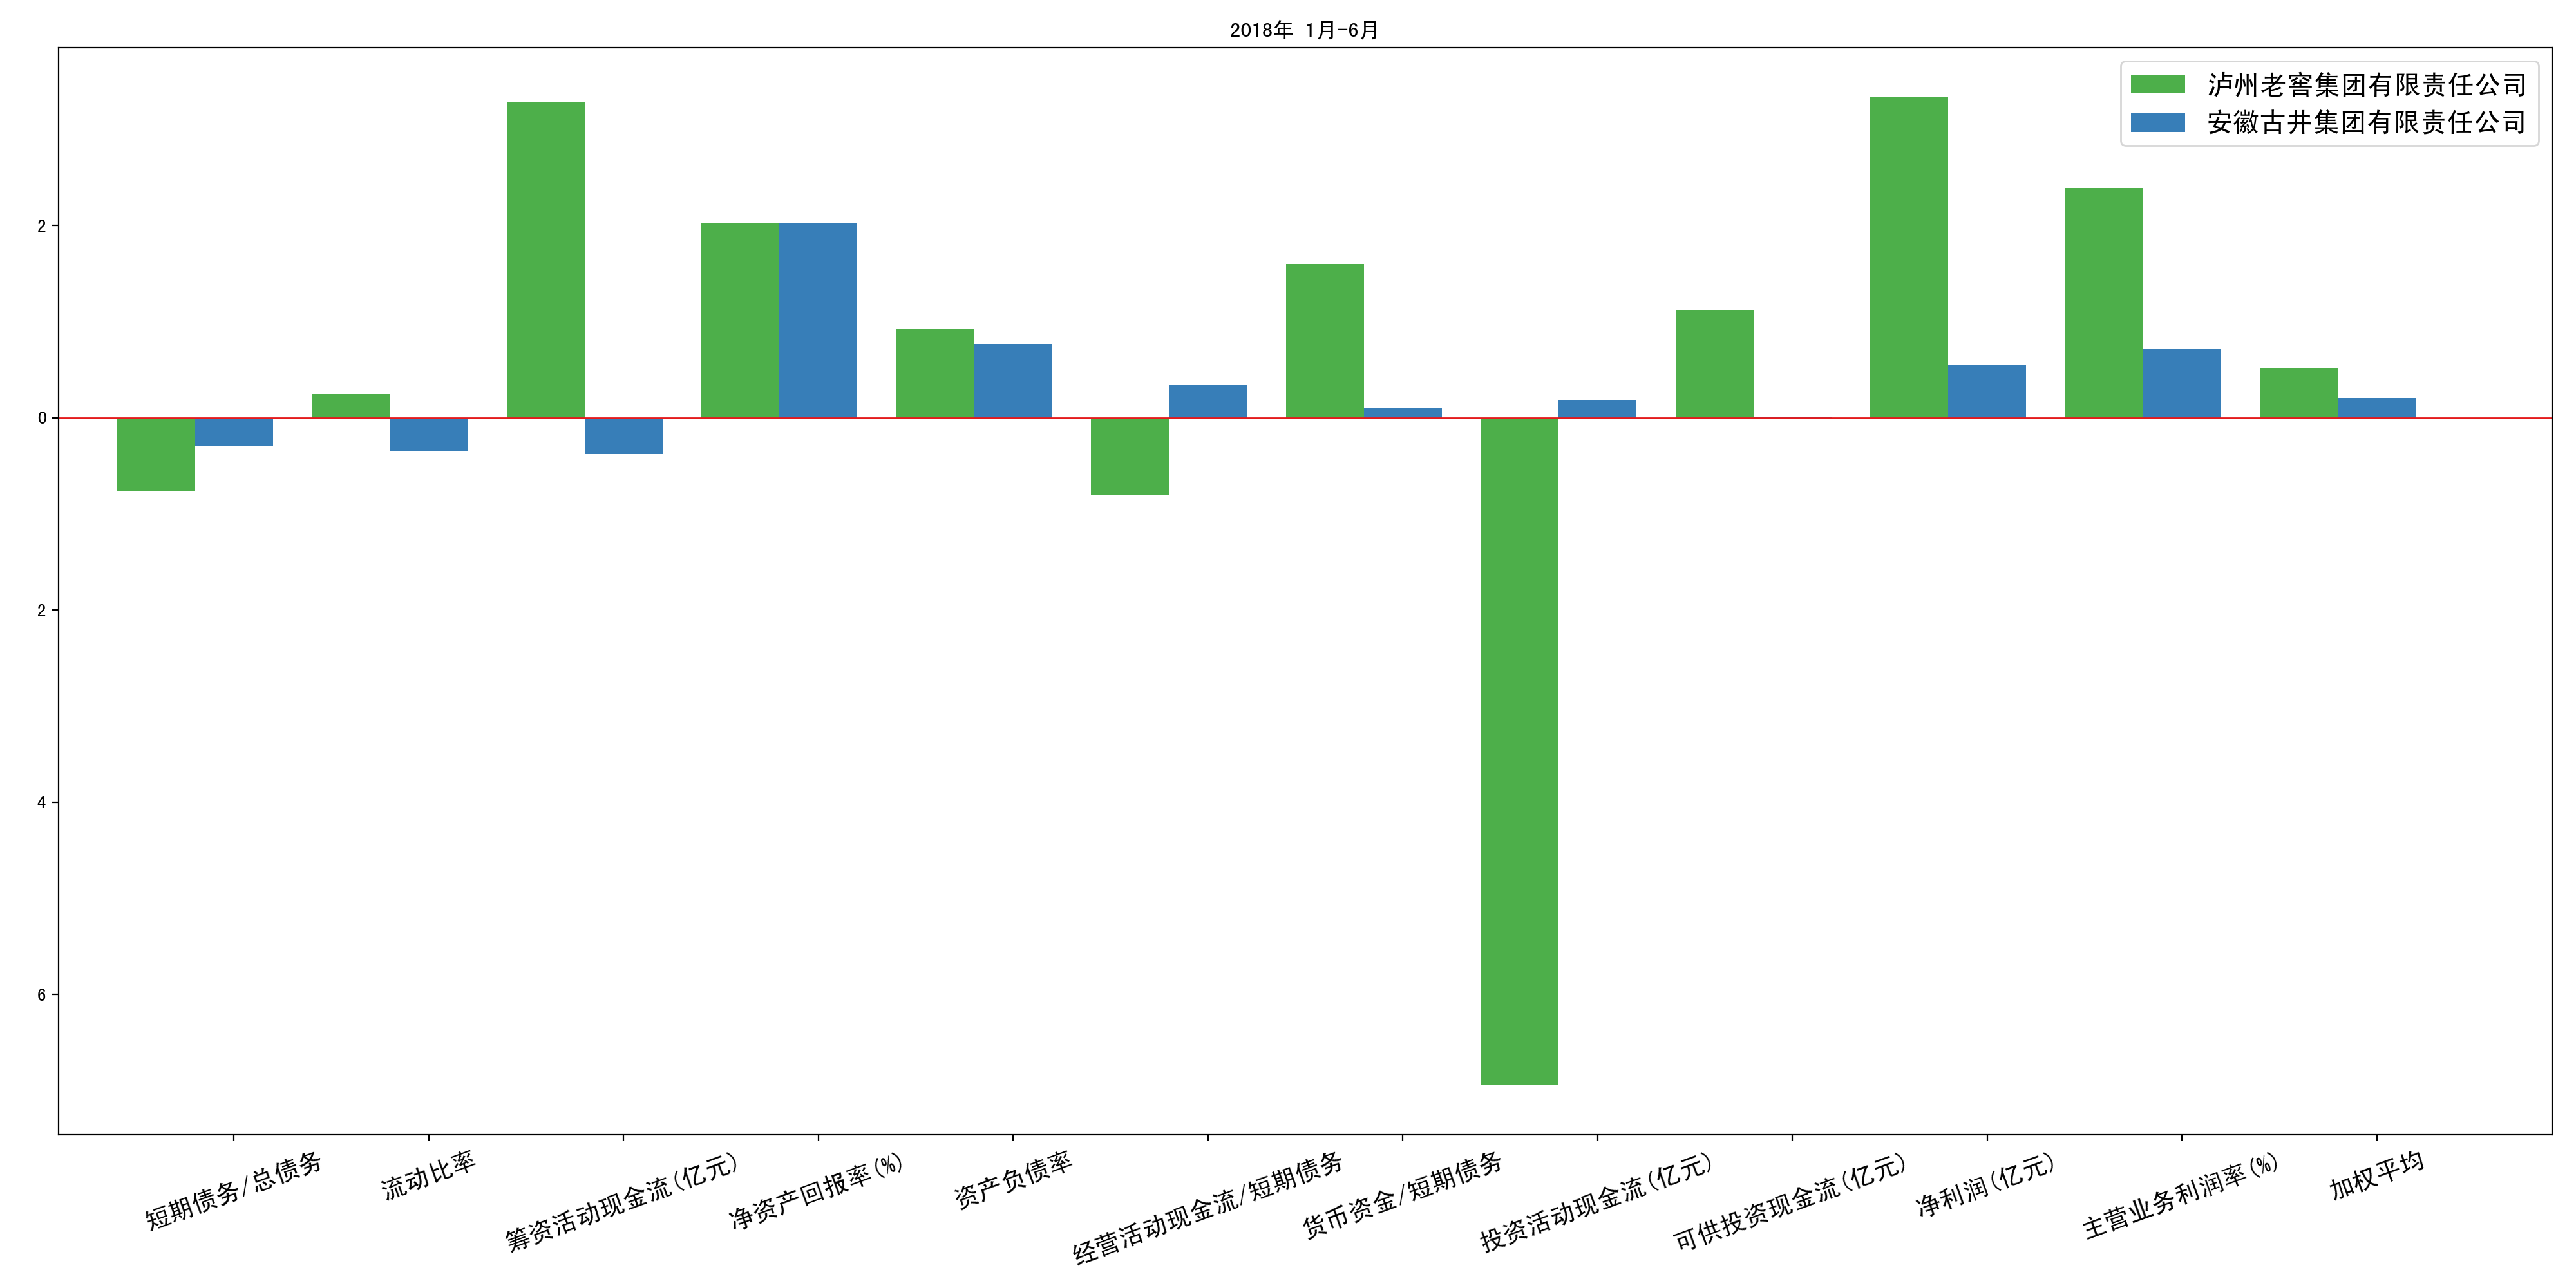 2018年 1月-6月
泸州老窖集团有限责任公司
安徽古井集团有限责任公司
2
0
2
4
6
短期债务/总债务
流动比率
筹资活动现金流(亿元)
净资产回报率(%)
资产负债率
经营活动现金流/短期债务
货币资金/短期债务
投资活动现金流(亿元)
可供投资现金流(亿元)
净利润(亿元)
主营业务利润率(%)
加权平均